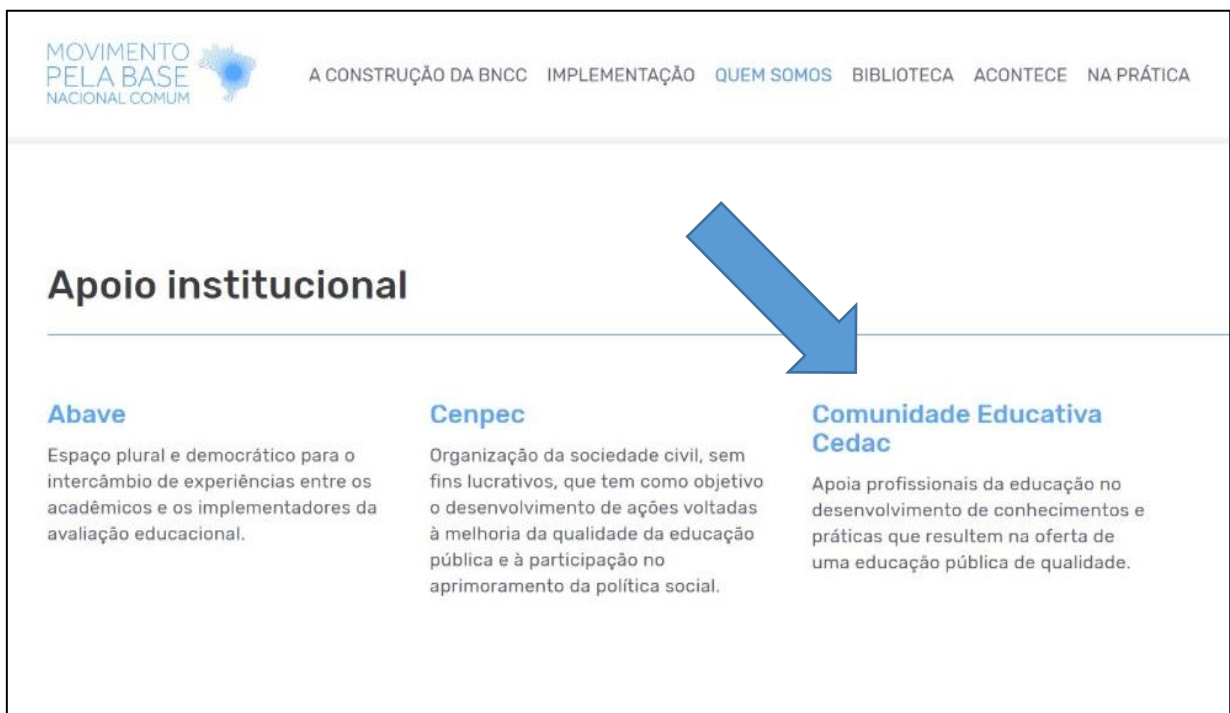 MOVIMENTO
PELA BASE
NACIONAL COMUM
A CONSTRUÇÃO DA BNCC IMPLEMENTAÇÃO QUEM SOMOS BIBLIOTECA ACONTECE NA PRÁTICA
Apoio institucional
Abave
Espaço plural e democrático para o
intercâmbio de experiências entre os
acadêmicos e os implementadores da
avaliação educacional.
Cenpec
Organização da sociedade civil, sem
fins lucrativos, que tem como objetivo
o desenvolvimento de ações voltadas
à melhoria da qualidade da educação
pública e à participação no
aprimoramento da política social.
Comunidade Educativa
Cedac
Apoia profissionais da educação no
desenvolvimento de conhecimentos e
práticas que resultem na oferta de
uma educação pública de qualidade.